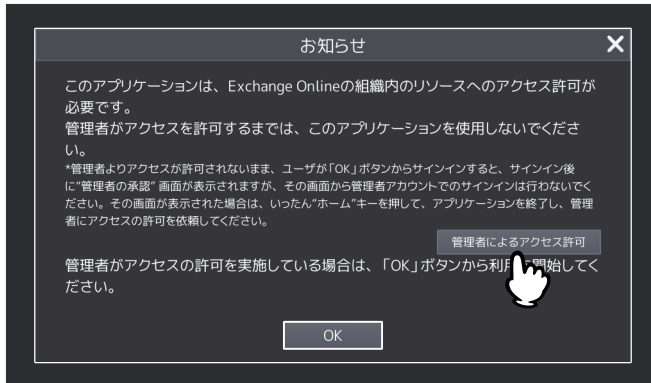 お知らせ
このアプリケーションは、Exchange Onlineの組織内のリソースへのアクセス許可が
必要です。
管理者がアクセスを許可するまでは、このアプリケーションを使用しないでくださ
い。
*管理者よりアクセスが許可されないまま、ユーザが「OK」ボタンからサインインすると、サインイン後
に"管理者の承認" 画面が表示されますが、その画面から管理者アカウントでのサインインは行わないでく
ださい。その画面が表示された場合は、いったん"ホーム"キーを押して、アプリケーションを終了し、管理
者にアクセスの許可を依頼してください。
管理者によるアクセス許可
管理者がアクセスの許可を実施している場合は、「OK」ボタンから利用 開始してく
ださい。
OK